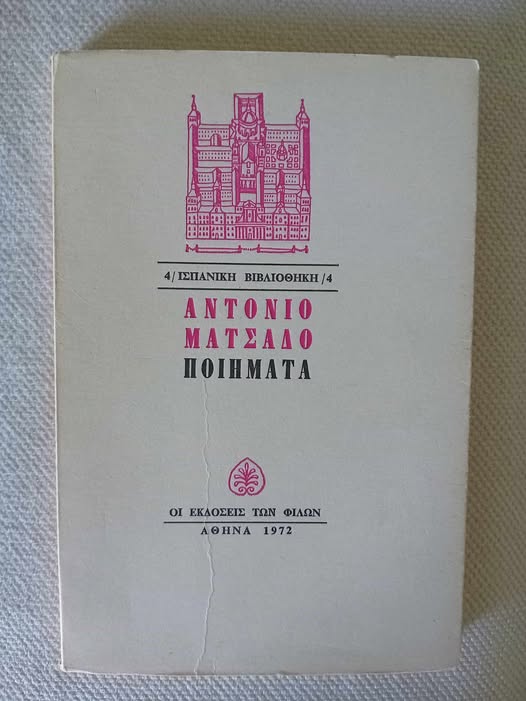 4/ ΙΣΠΑΝΙΚΗ ΒΙΒΛΙΟΘΗΚΗ /4
ΑΝΤΟΝΙΟ
ΜΑΤΣΑΔΟ
ΠΟΙΗΜΑΤΑ
ΟΙ ΕΚΔΟΣΕΙΣ ΤΩΝ ΦΙΛΩΝ
ΑΘΗΝΑ 1972